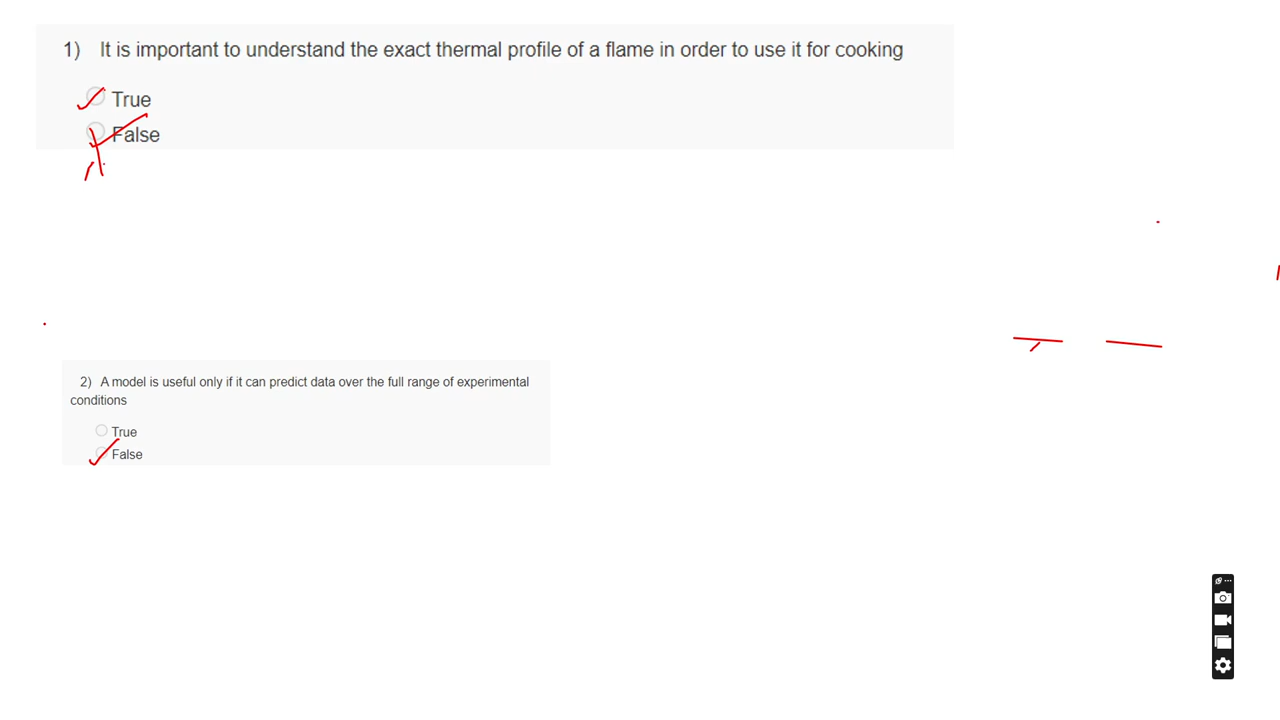 1) It is important to understand the exact thermal profile of a flame in order to use it for cooking
True
False
2) A model is useful only if it can predict data over the full range of experimental
conditions
True
False